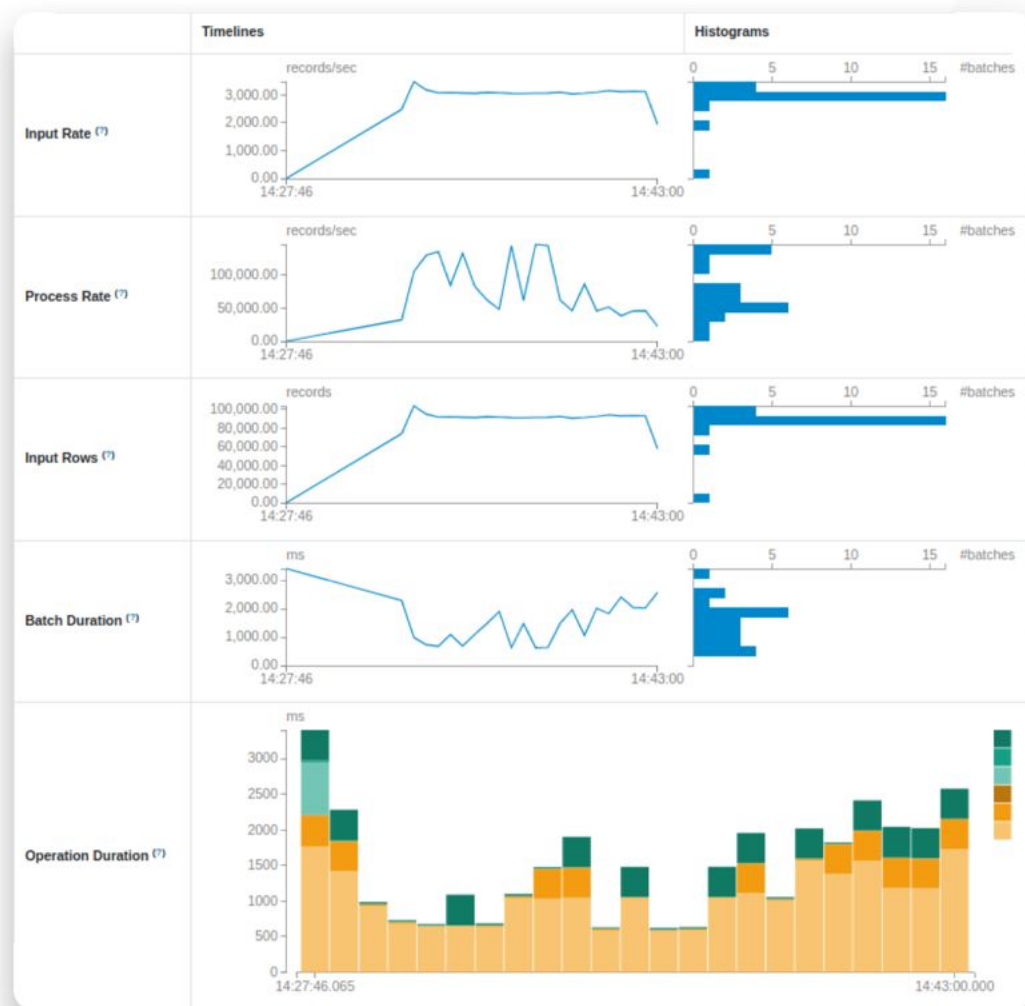 Timelines
Histograms
Input Rate (?)
records/sec
3,000.00
2,000.00
1,000.00
0.00
14:27:46
14:43:00
0 5 10 15 #batches
Process Rate (?)
records/sec
100,000.00
50,000.00
0.00
14:27:46
14:43:00
0 5 10 15 #batches
Input Rows (?)
records
100,000.00
80,000.00
60,000.00
40,000.00
20,000.00
0.00
14:27:46
14:43:00
0 5 10 15 #batches
Batch Duration (?)
ms
3,000.00
2,000.00
1,000.00
0.00
14:27:46
14:43:00
0 5 10 15 #batches
Operation Duration (?)
ms
3000
2500
2000
1500
1000
500
0
14:27:46.065
14:43:00.000